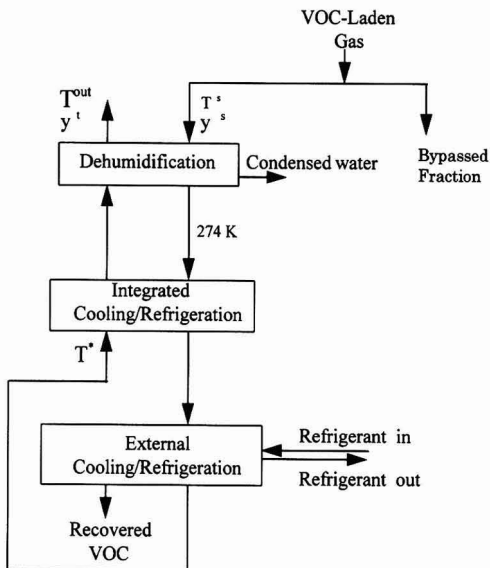 VOC-Laden
Gas
T out
y t
T s
y s
Dehumidification
Condensed water
Bypassed
Fraction
274 K
Integrated
Cooling/Refrigeration
T*
External
Cooling/Refrigeration
Refrigerant in
Refrigerant out
Recovered
VOC